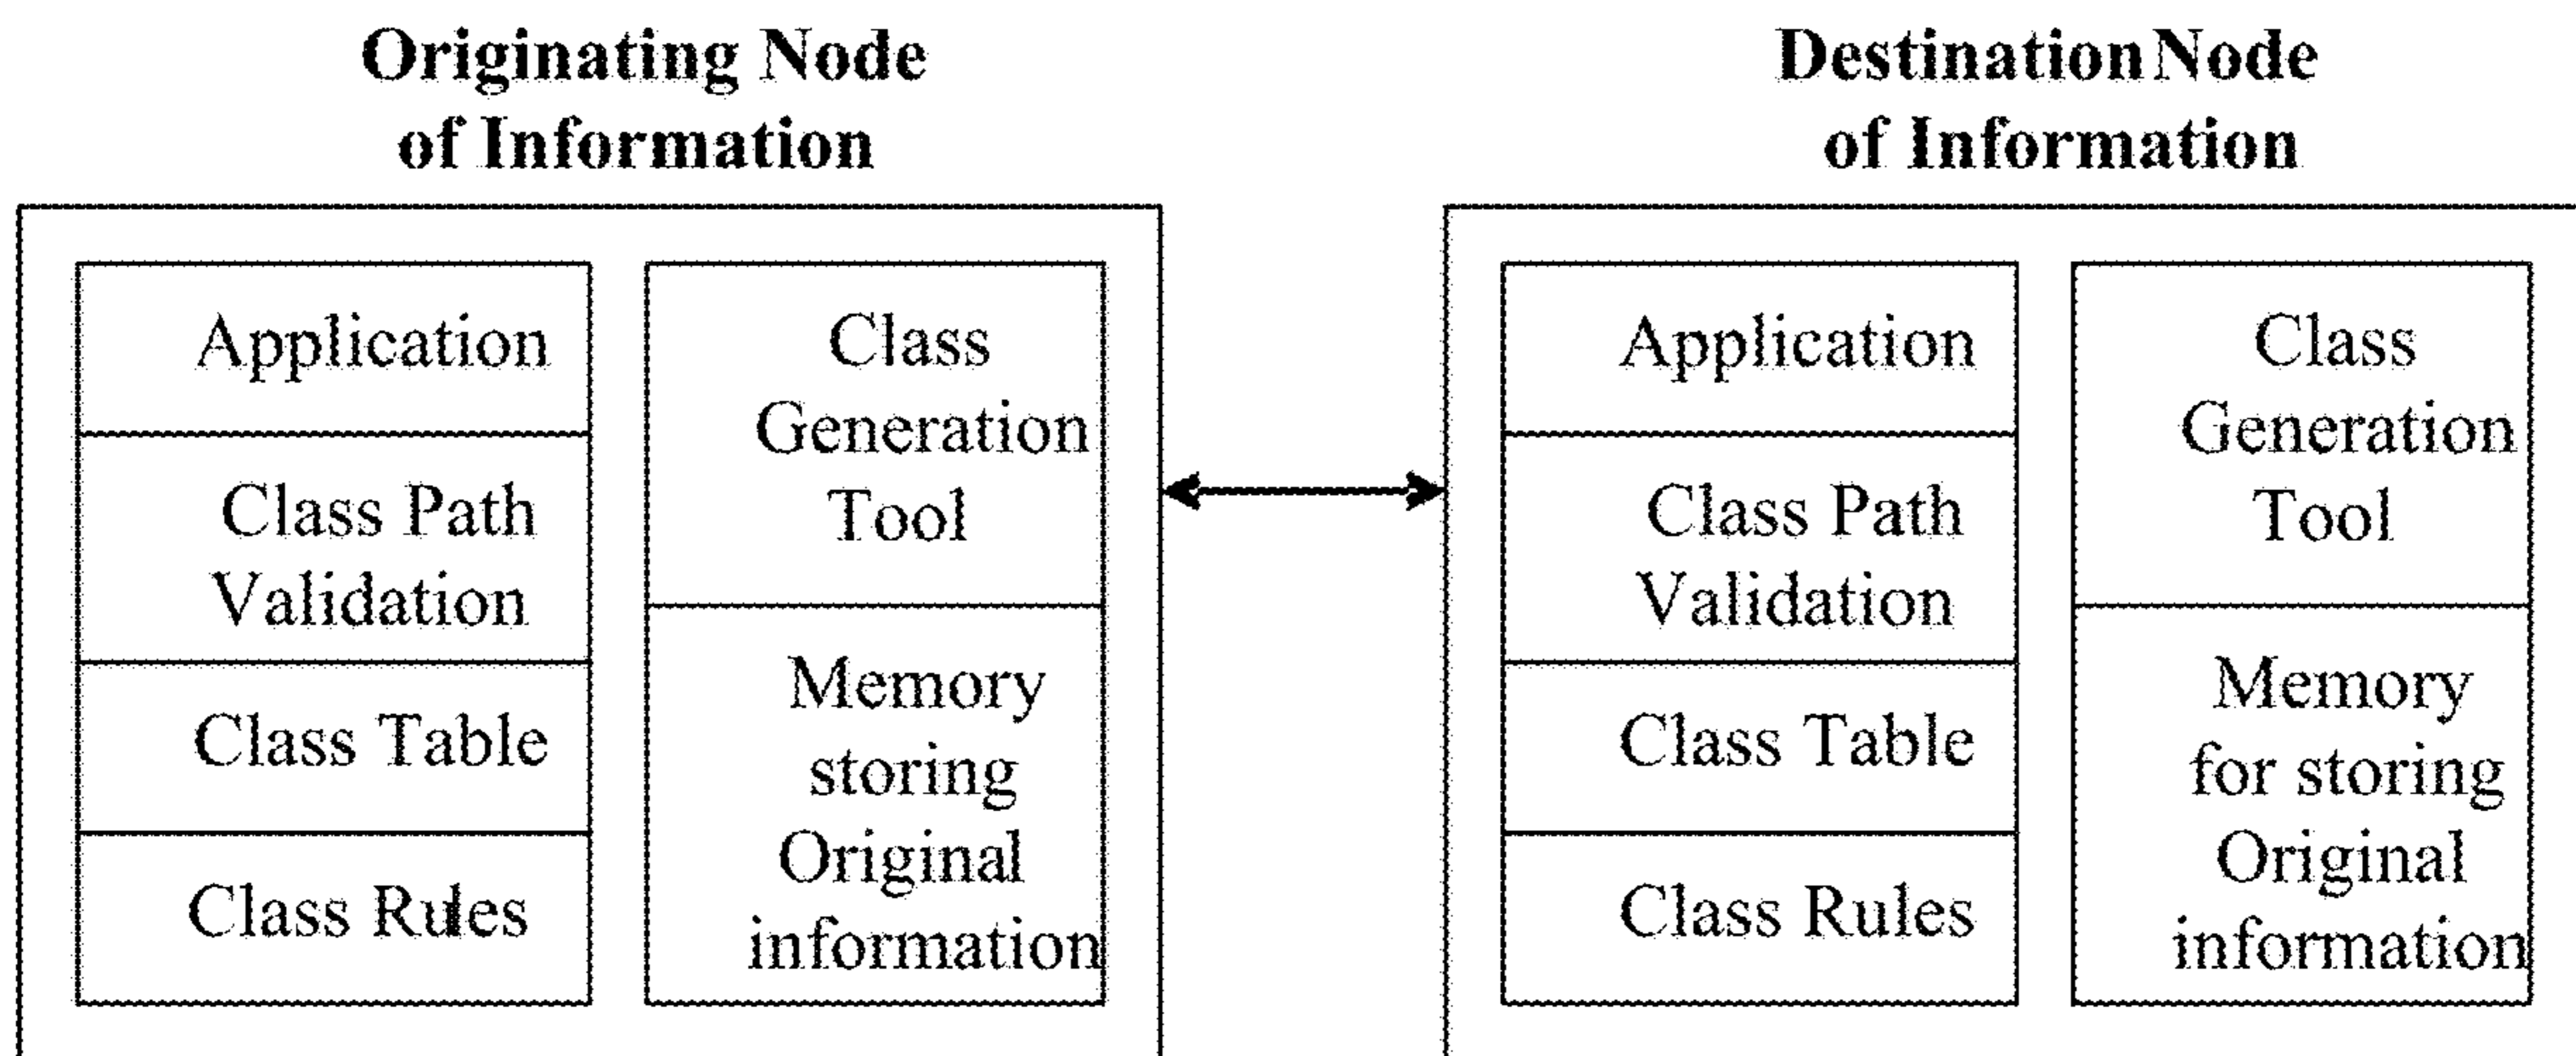 Originating Node
of Information
Application
Class Path
Validation
Class Table
Class Rules
Class
Generation
Tool
Memory
storing
Original
information
Destination Node
of Information
Application
Class Path
Validation
Class Table
Class Rules
Class
Generation
Tool
Memory
for storing
Original
information